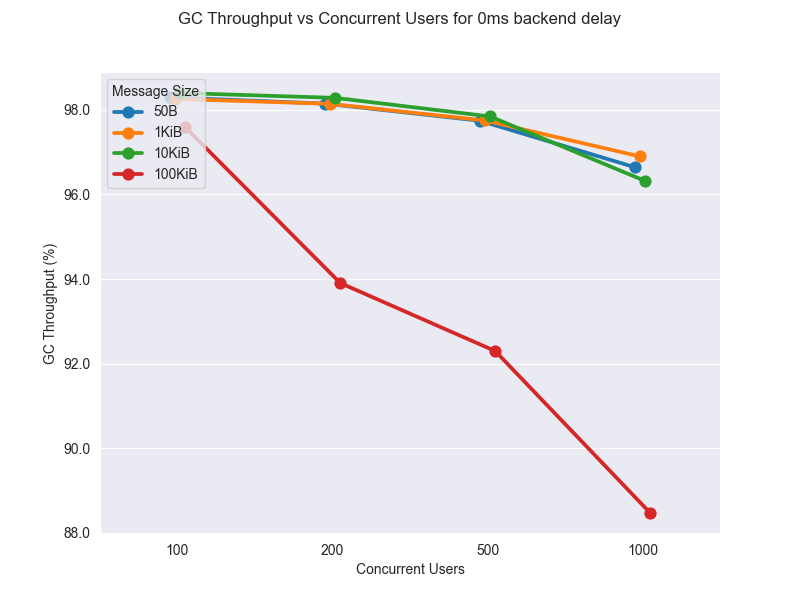 GC Throughput vs Concurrent Users for 0ms backend delay
Message Size
50B
1KiB
10KiB
100KiB
GC Throughput (%)
98.0
96.0
94.0
92.0
90.0
88.0
100
200
500
1000
Concurrent Users